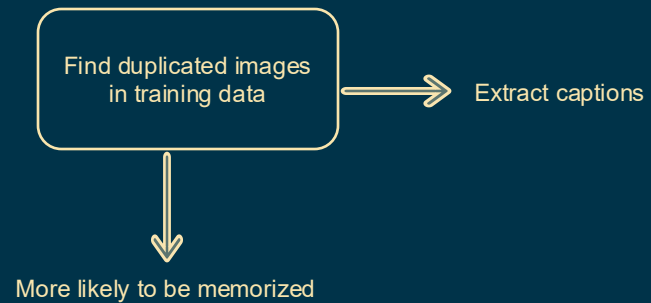 Find duplicated images
in training data
Extract captions
More likely to be memorized